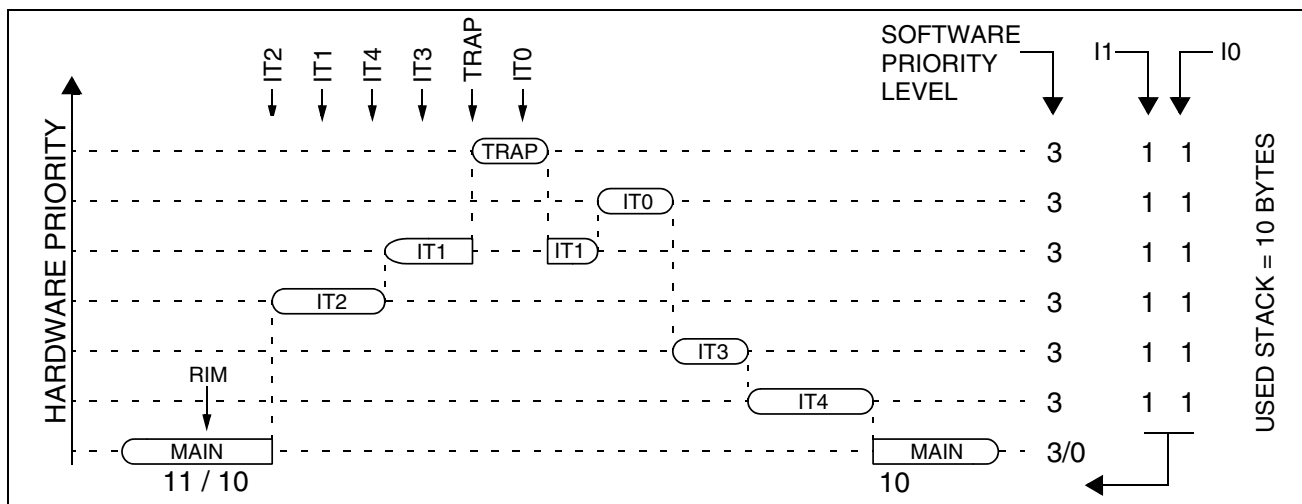 IT2
IT1
IT4
IT3
TRAP
IT0
SOFTWARE
PRIORITY
LEVEL
I1
I0
HARDWARE PRIORITY
TRAP
3
1 1
IT0
3
1 1
IT1
IT1
3
1 1
IT2
3
1 1
IT3
3
1 1
RIM
IT4
3
1 1
MAIN
MAIN
3/0
11 / 10
10
USED STACK = 10 BYTES